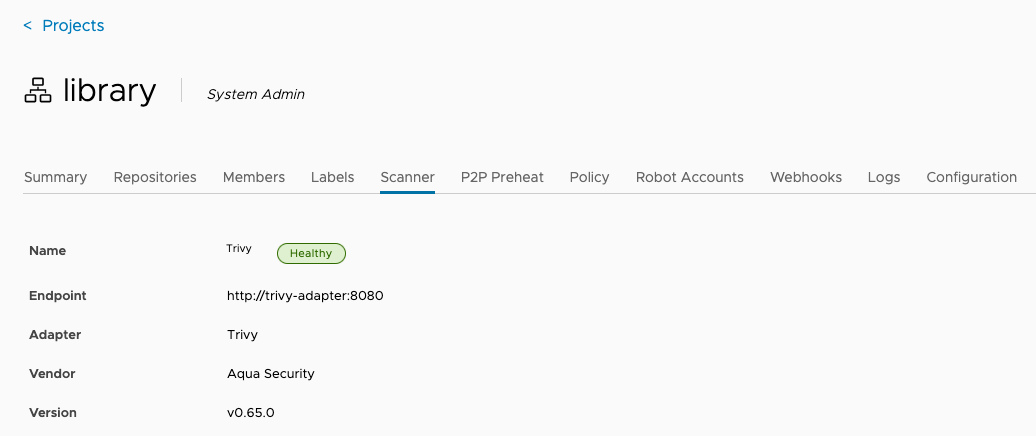 < Projects
library System Admin
Summary Repositories Members Labels Scanner P2P Preheat Policy Robot Accounts Webhooks Logs Configuration
Name Trivy Healthy
Endpoint http://trivy-adapter:8080
Adapter Trivy
Vendor Aqua Security
Version v0.65.0